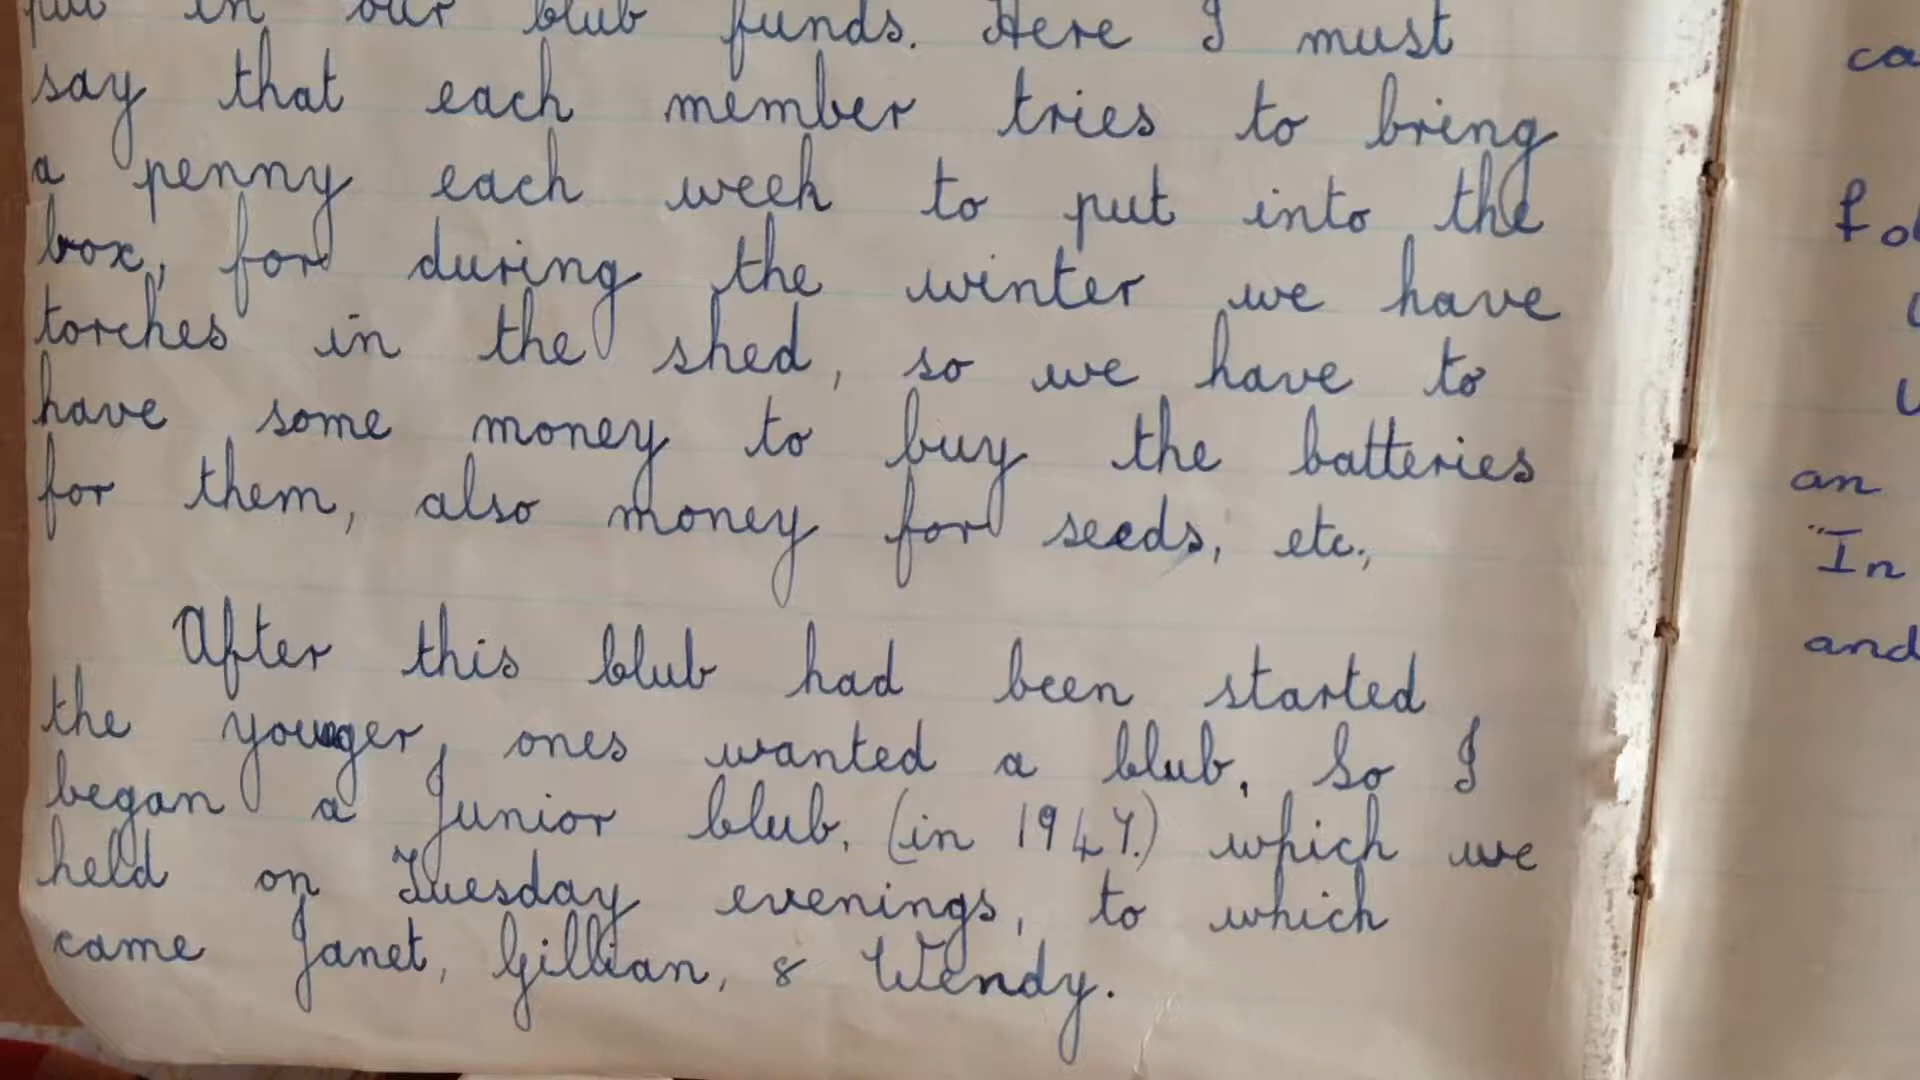 put in our Club funds. Here I must
say that each member tries to bring
a penny each week to put into the
box, for during the winter we have
torches in the shed, so we have to
have some money to buy the batteries
for them, also money for seeds, etc.,
After this Club had been started
the younger ones wanted a Club. So I
began a Junior Club. (in 1947.) which we
held on Tuesday evenings, to which
came Janet, Gillian, & Wendy.
an
"In
and